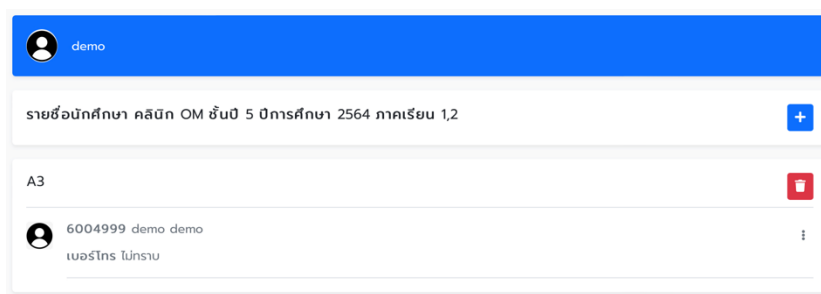 demo
รายชื่อนักศึกษา คลินิก OM ชั้นปี 5 ปีการศึกษา 2564 ภาคเรียน 1,2
A3
6004999 demo demo
เบอร์โทร ไม่ทราบ